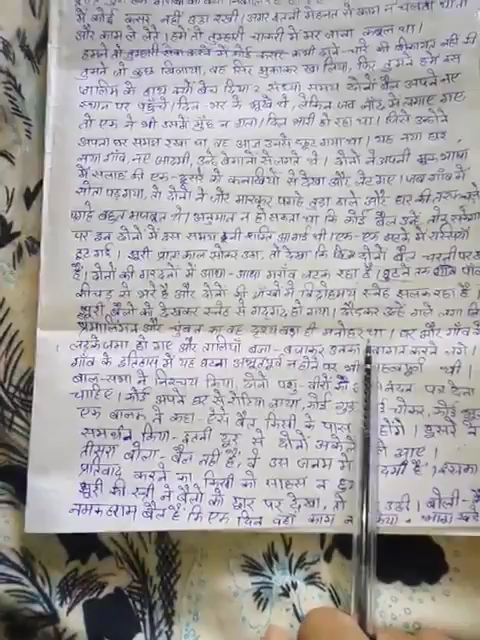 में कोई कसर नहीं उठा रखी। अगर इतनी मेहनत से काम न चलता था तो
और काम ले लेते। हमें तो तुम्हारी चाकरी में मर जाना कबूल था।
हमने तो तुम्हारी सेवा करने में कोई कसर कभी दाने-चारे की शिकायत नहीं की
तुमने जो कुछ खिलाया, वह सिर झुकाकर खा लिया, फिर तुमने हमें इस
जालिम के हाथ क्यों बेच दिया? संध्या समय दोनों बैल अपने नए
स्थान पर पहुँचे। दिन-भर के भूखे थे, लेकिन जब नाँद में लगाए गए
तो एक ने भी उसमें मुँह न डाला। दिल भारी हो रहा था। जिसे उन्होंने
अपना घर समझ रखा था वह आज उनसे छूट गया था। यह नया घर
नया गाँव नए आदमी, उन्हें बेगानों से लगते थे। दोनों ने अपनी मूक भाषा
में सलाह की एक-दूसरे को कनखियों से देखा और लेट गए। जब गाँव में
सोता पड़ गया, तो दोनों ने जोर मारकर पगहे तुड़ा डाले और घर की तरफ चले
पगहे बहुत मजबूत थे। अनुमान न हो सकता था कि कोई बैल उन्हें तोड़ सकेगा
पर इन दोनों में इस समय दूनी शक्ति आ गई थी। एक-एक झटके में रस्सियाँ
टूट गई। झूरी प्रातःकाल सोकर उठा, तो देखा कि दोनों बैल चरनी पर खड़े
हैं। दोनों की गरदनों में आधा-आधा गराँव लटक रहा है। घुटने तक पाँव
कीचड़ से भरे हैं और दोनों की आँखों में विद्रोहमय स्नेह झलक रहा है।
झूरी बैलों को देखकर स्नेह से गद्गद् हो गया। दौड़कर उन्हें गले लगा लिया
प्रेमालिंगन और चुंबन का वह दृश्य बड़ा ही मनोहर था। घर और गाँव के
लड़के जमा हो गए और तालियाँ बजा-बजाकर उनका स्वागत करने लगे।
गाँव के इतिहास में यह घटना अभूतपूर्व न होने पर भी महत्वपूर्ण थी।
बाल-सभा ने निश्चय किया, दोनों पशु-वीरों को पत्र देना
चाहिए। कोई अपने घर से रोटियाँ लाया, कोई गुड़ चोकर, कोई भूसी
एक बालक ने कहा-ऐसे बैल किसी के पास होंगे। दूसरे ने
समर्थन किया-इतनी दूर से दोनों अकेले आए।
तीसरा बोला-बैल नहीं हैं, वे उस जनम के आदमी हैं। इसका
प्रतिवाद करने का किसी को साहस न हुआ
झूरी की स्त्री ने बैलों को द्वार पर देखा, तो उठी। बोली-
नमकहराम बैल हैं कि एक दिन वहाँ काम न किया